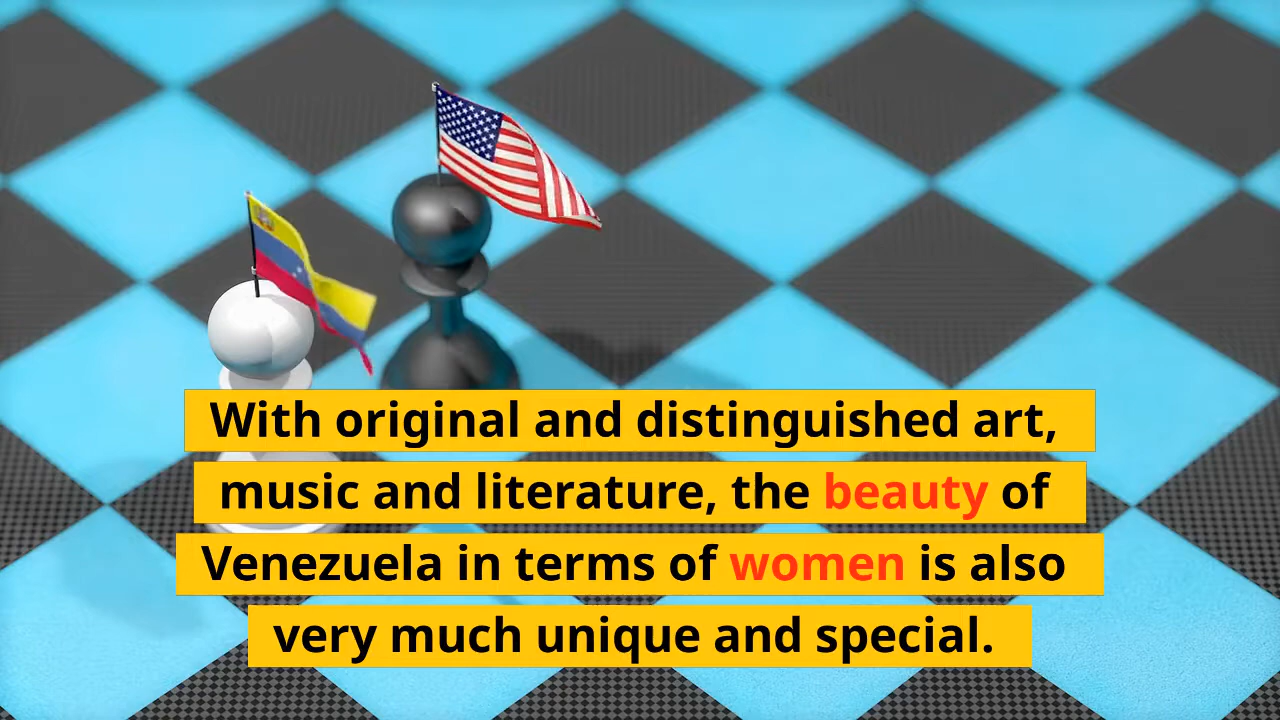 With original and distinguished art,
music and literature, the beauty of
Venezuela in terms of women is also
very much unique and special.